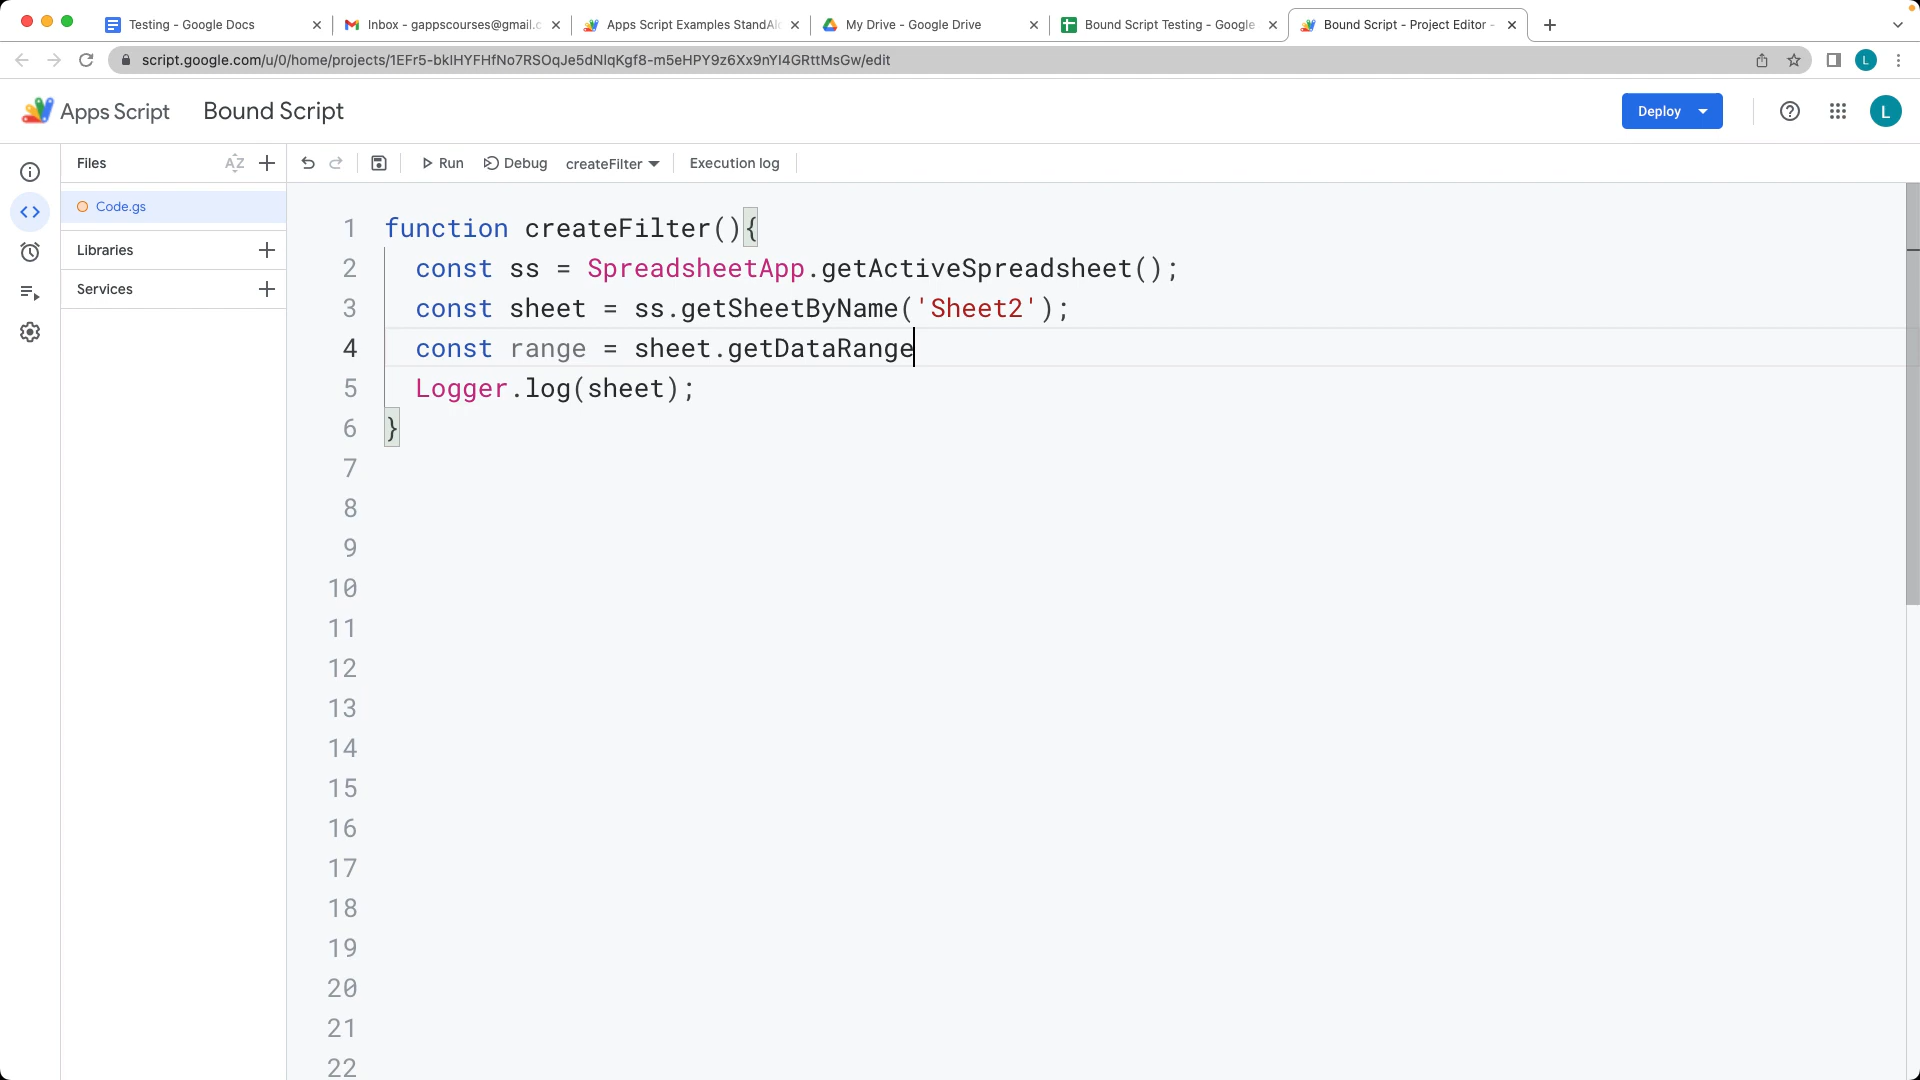 Testing - Google Docs
Inbox - gappscourses@gmail.c
Apps Script Examples StandAl
My Drive - Google Drive
Bound Script Testing - Google
Bound Script - Project Editor -
script.google.com/u/0/home/projects/1EFr5-bklHYFHfNo7RSOqJe5dNlqKgf8-m5eHPY9z6Xx9nYI4GRttMsGw/edit
L
Apps Script
Bound Script
Deploy
L
Files
AZ
Run
Debug
createFilter
Execution log
Code.gs
Libraries
Services
1 function createFilter(){
2 const ss = SpreadsheetApp.getActiveSpreadsheet();
3 const sheet = ss.getSheetByName('Sheet2');
4 const range = sheet.getDataRange
5 Logger.log(sheet);
6 }
7
8
9
10
11
12
13
14
15
16
17
18
19
20
21
22